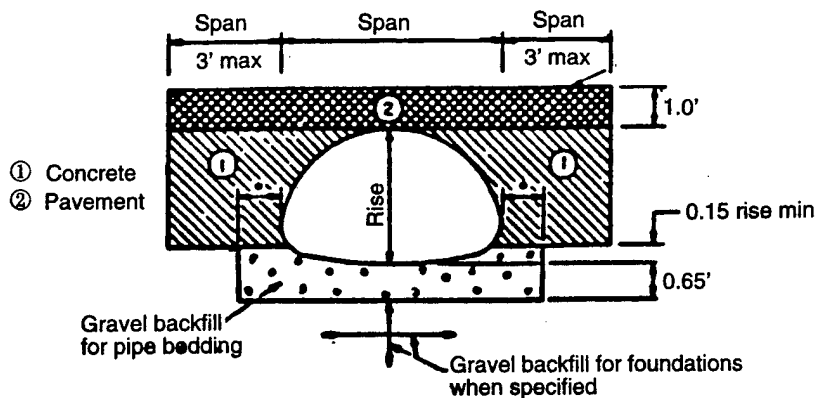 Span
Span
Span
3' max
3' max
②
1.0'
①
①
① Concrete
② Pavement
Rise
0.15 rise min
0.65'
Gravel backfill
for pipe bedding
Gravel backfill for foundations
when specified